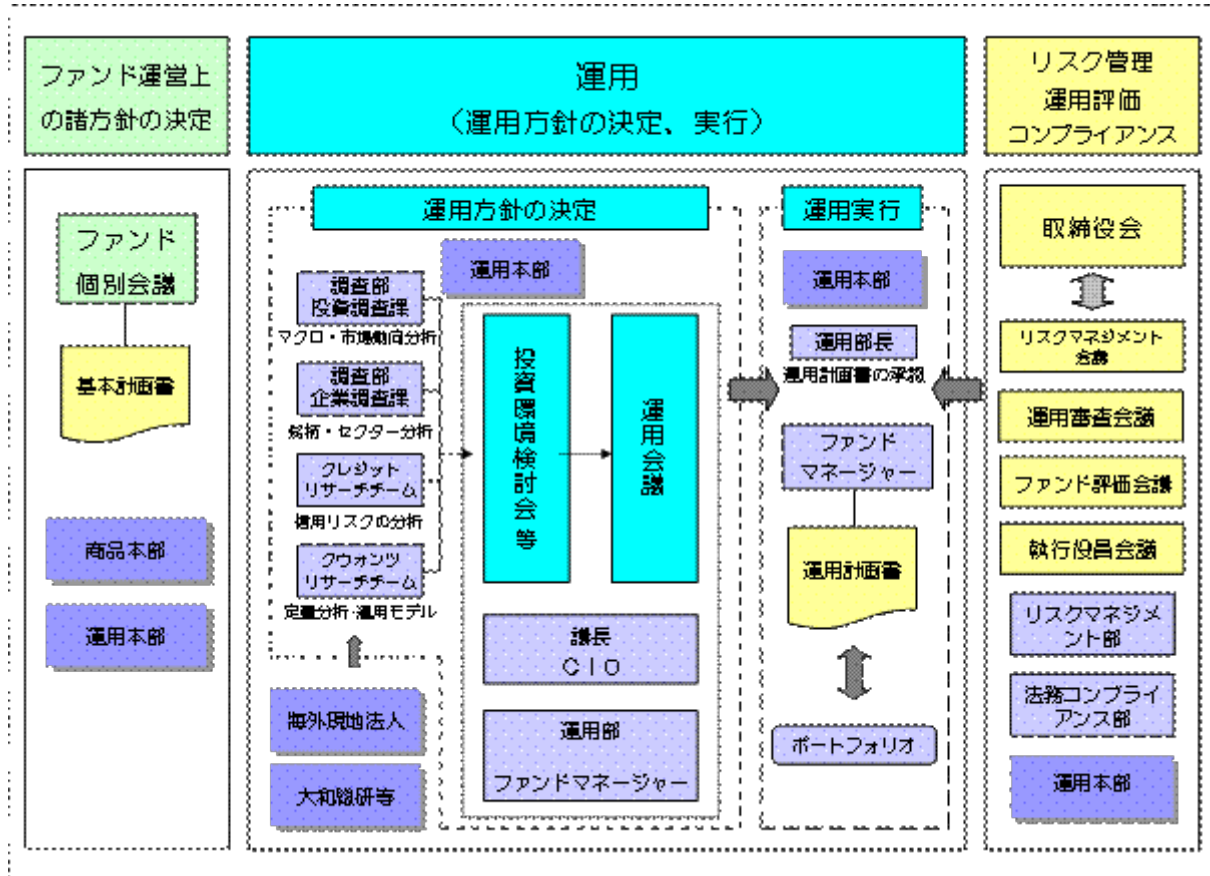 ファンド運営上
の諸方針の決定
運用
(運用方針の決定、実行)
リスク管理
運用評価
コンプライアンス
ファンド
個別会議
基本計画書
商品本部
運用本部
運用方針の決定
運用本部
調査部
投資調査課
マクロ・市場動向分析
調査部
企業調査課
銘柄・セクター分析
クレジット
リサーチチーム
信用リスクの分析
クウォンツ
リサーチチーム
定量分析・運用モデル
海外現地法人
大和総研等
投資環境検討会等
運用会議
議長
CIO
運用部
ファンドマネージャー
運用実行
運用本部
運用部長
運用計画書の承認
ファンド
マネージャー
運用計画書
ポートフォリオ
取締役会
リスクマネジメント
会議
運用審査会議
ファンド評価会議
執行役員会議
リスクマネジメ
ント部
法務コンプライ
アンス部
運用本部